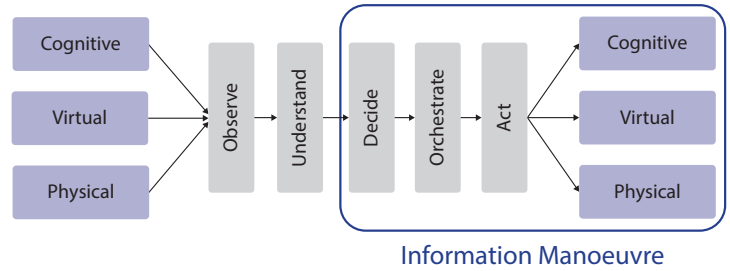 Cognitive
Virtual
Physical
Observe
Understand
Decide
Orchestrate
Act
Cognitive
Virtual
Physical
Information Manoeuvre